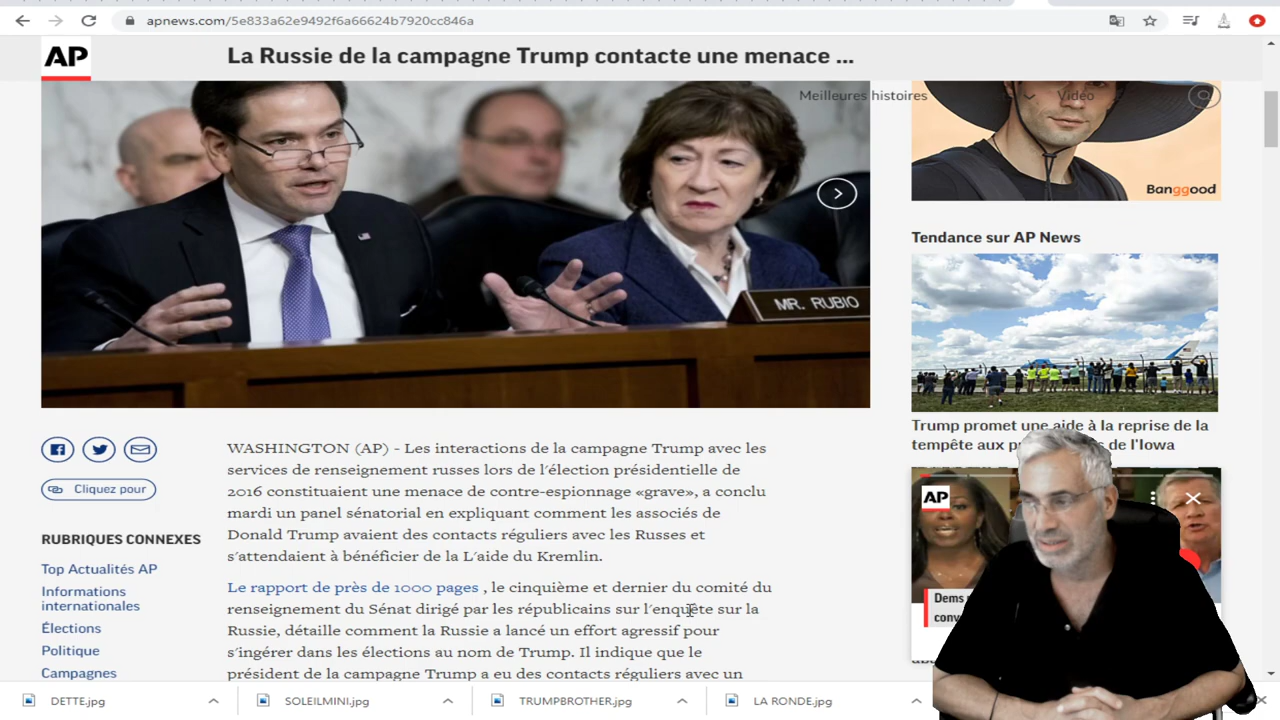 apnews.com/5e833a62e9492f6a66624b7920cc846a
AP
La Russie de la campagne Trump contacte une menace ...
Meilleures histoires
Vidéo
Banggood
MR. RUBIO
Tendance sur AP News
Trump promet une aide à la reprise de la
tempête aux de l'Iowa
Cliquez pour
WASHINGTON (AP) - Les interactions de la campagne Trump avec les
services de renseignement russes lors de l'élection présidentielle de
2016 constituaient une menace de contre-espionnage «grave», a conclu
mardi un panel sénatorial en expliquant comment les associés de
Donald Trump avaient des contacts réguliers avec les Russes et
s'attendaient à bénéficier de la L'aide du Kremlin.
Le rapport de près de 1000 pages , le cinquième et dernier du comité du
renseignement du Sénat dirigé par les républicains sur l'enquête sur la
Russie, détaille comment la Russie a lancé un effort agressif pour
s'ingérer dans les élections au nom de Trump. Il indique que le
président de la campagne Trump a eu des contacts réguliers avec un
RUBRIQUES CONNEXES
Top Actualités AP
Informations
internationales
Élections
Politique
Campagnes
AP
Dems
DETTE.jpg
SOLEILMINI.jpg
TRUMPBROTHER.jpg
LA RONDE.jpg